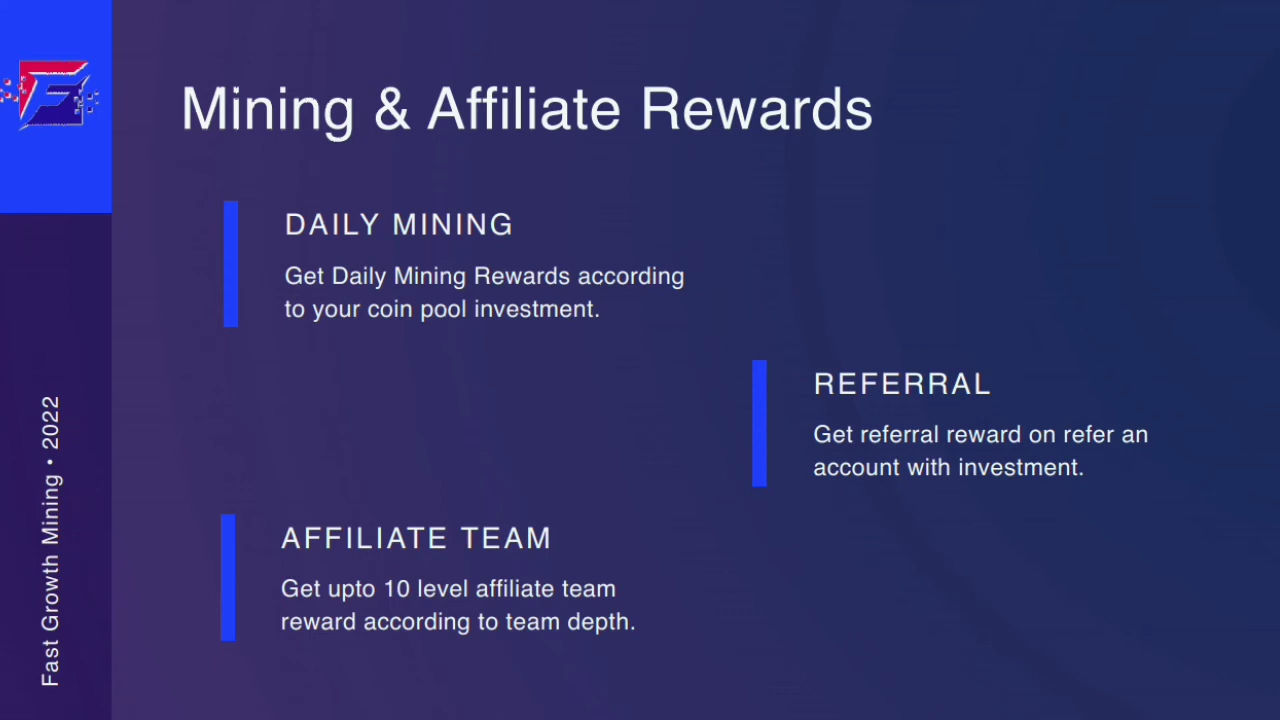 Mining & Affiliate Rewards
DAILY MINING
Get Daily Mining Rewards according
to your coin pool investment.
REFERRAL
Get referral reward on refer an
account with investment.
AFFILIATE TEAM
Get upto 10 level affiliate team
reward according to team depth.
Fast Growth Mining • 2022